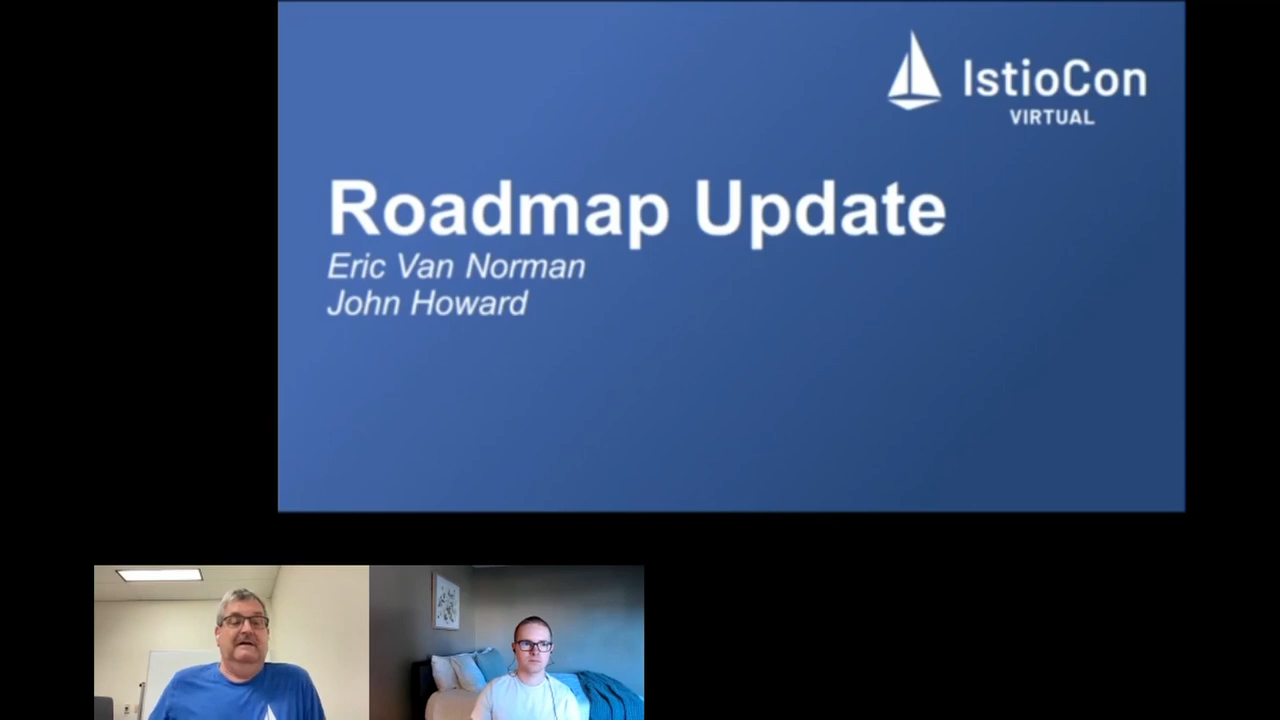 IstioCon
VIRTUAL
Roadmap Update
Eric Van Norman
John Howard